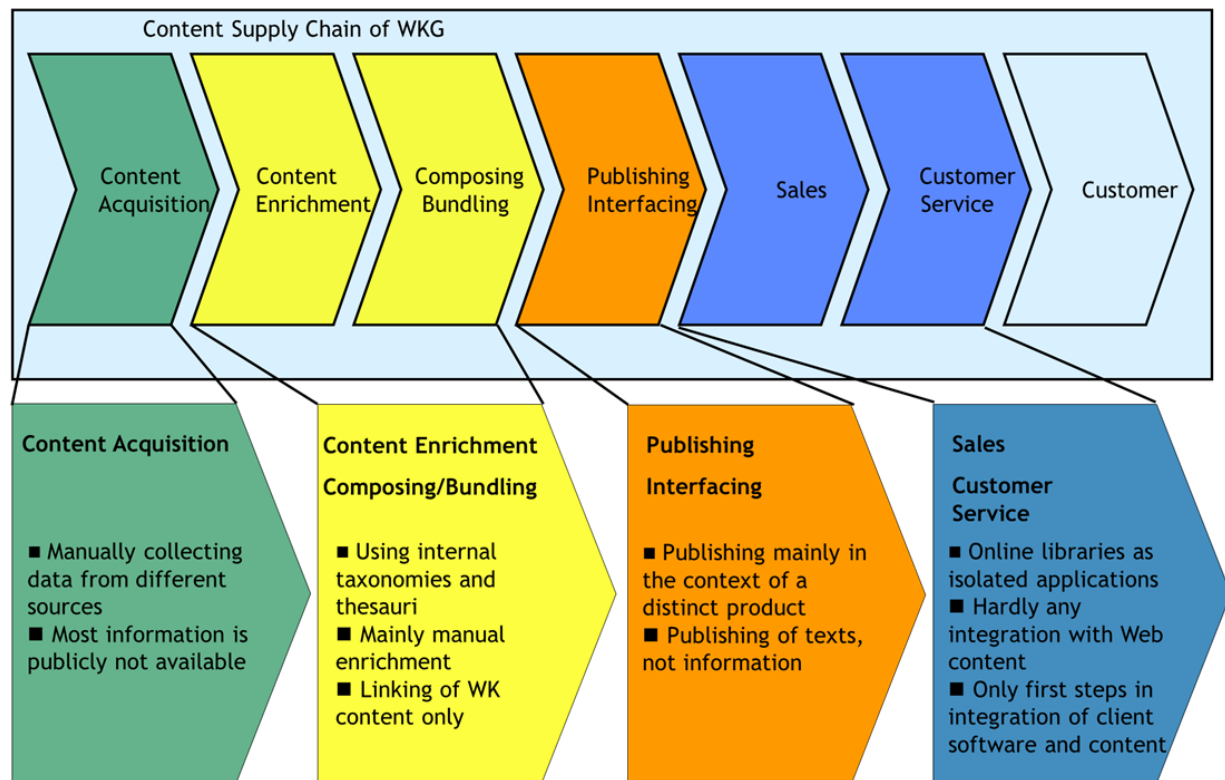 Content Supply Chain of WKG
Content
Acquisition
Content
Enrichment
Composing
Bundling
Publishing
Interfacing
Sales
Customer
Service
Customer
Content Acquisition
■ Manually collecting
data from different
sources
■ Most information is
publicly not available
Content Enrichment
Composing/Bundling
■ Using internal
taxonomies and
thesauri
■ Mainly manual
enrichment
■ Linking of WK
content only
Publishing
Interfacing
■ Publishing mainly in
the context of a
distinct product
■ Publishing of texts,
not information
Sales
Customer
Service
■ Online libraries as
isolated applications
■ Hardly any
integration with Web
content
■ Only first steps in
integration of client
software and content